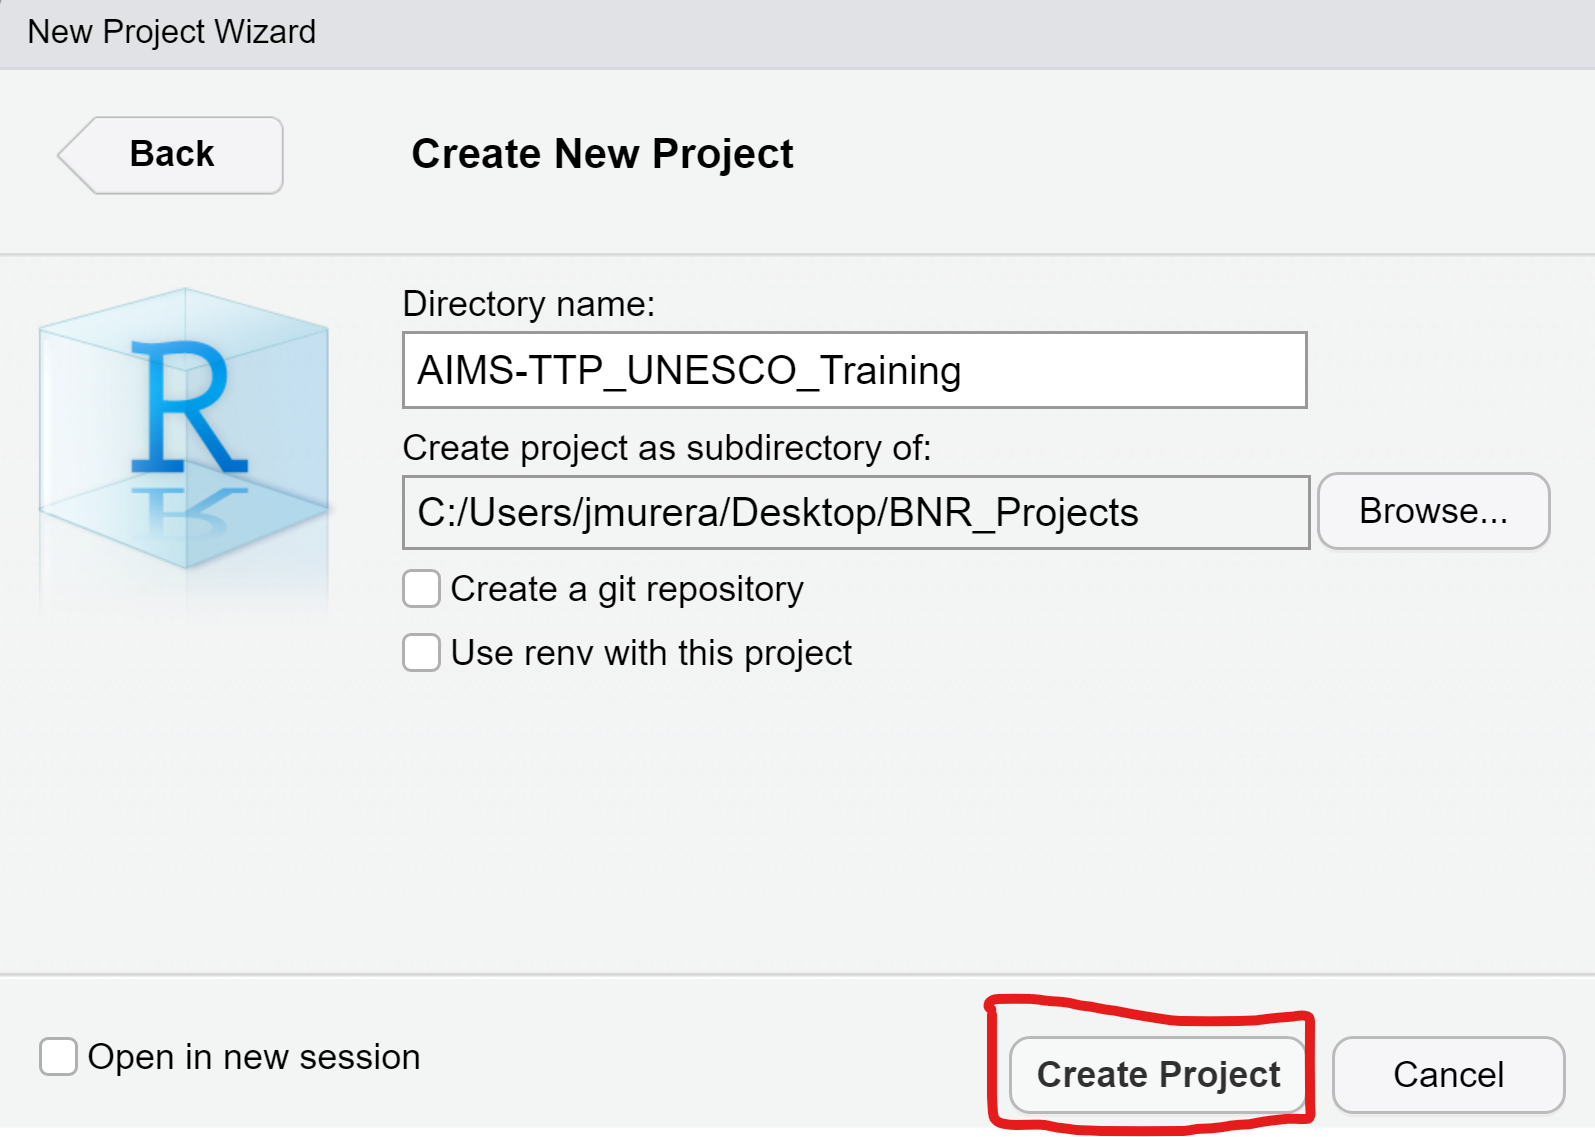 New Project Wizard
Back
Create New Project
R
Directory name:
AIMS-TTP_UNESCO_Training
Create project as subdirectory of:
C:/Users/jmurera/Desktop/BNR_Projects
Browse...
Create a git repository
Use renv with this project
Open in new session
Create Project
Cancel